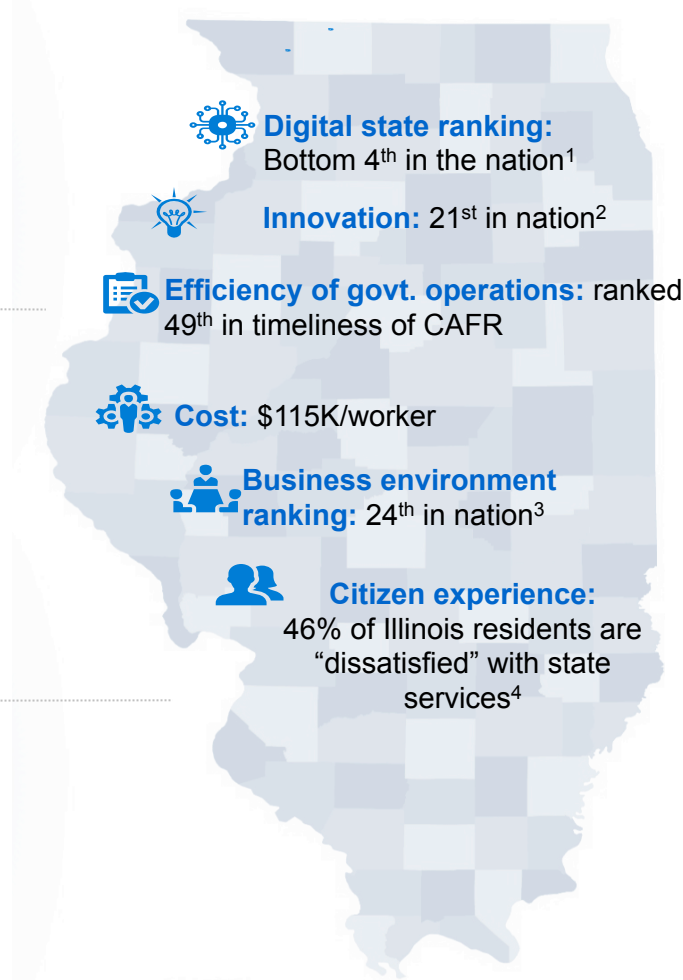 Digital state ranking:
Bottom 4th in the nation1
Innovation: 21st in nation2
Efficiency of govt. operations: ranked
49th in timeliness of CAFR
Cost: $115K/worker
Business environment
ranking: 24th in nation3
Citizen experience:
46% of Illinois residents are
“dissatisfied” with state
services4